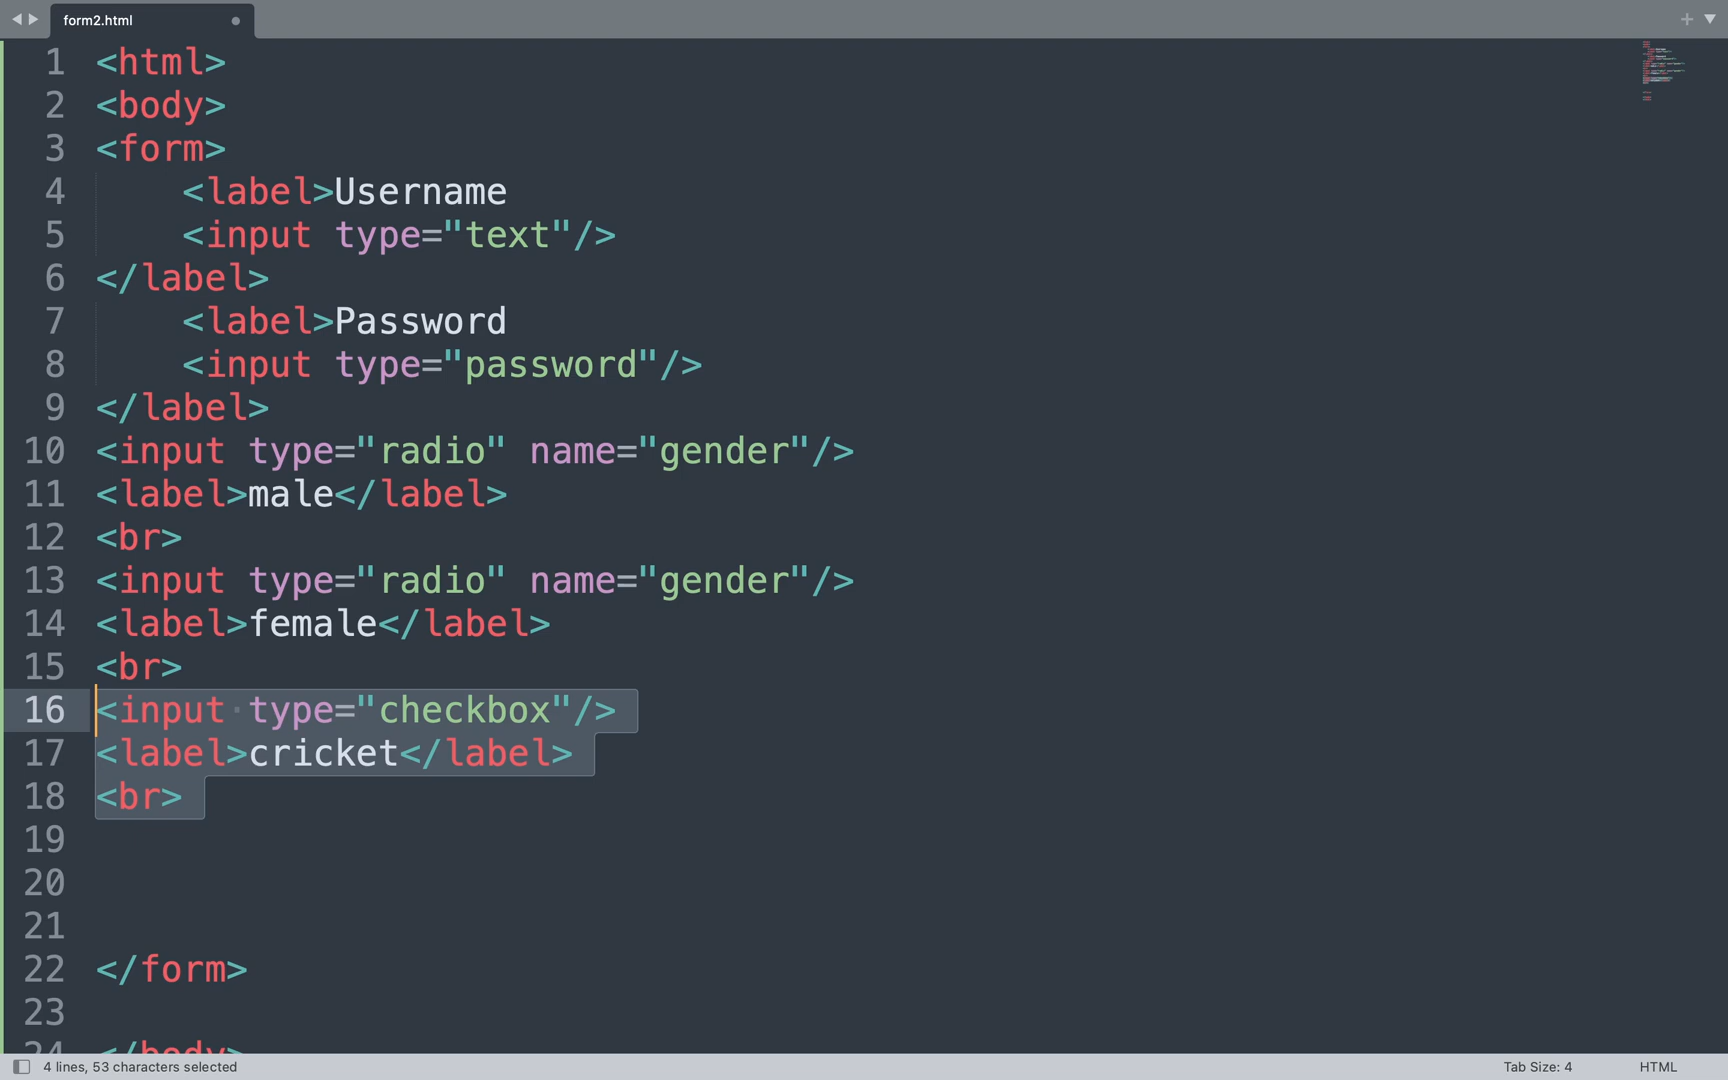 form2.html
1 <html>
2 <body>
3 <form>
4 <label>Username
5 <input type="text"/>
6 </label>
7 <label>Password
8 <input type="password"/>
9 </label>
10 <input type="radio" name="gender"/>
11 <label>male</label>
12 <br>
13 <input type="radio" name="gender"/>
14 <label>female</label>
15 <br>
16 <input type="checkbox"/>
17 <label>cricket</label>
18 <br>
19
20
21
22 </form>
23
24 </body>
4 lines, 53 characters selected
Tab Size: 4
HTML